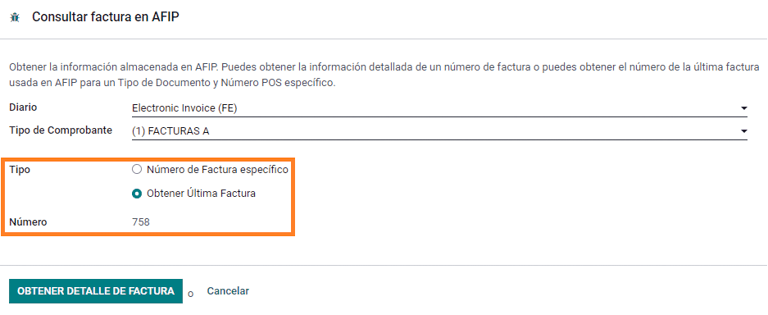 Consultar factura en AFIP
Obtener la información almacenada en AFIP. Puedes obtener la información detallada de un número de factura o puedes obtener el número de la última factura
usada en AFIP para un Tipo de Documento y Número POS específico.
Diario Electronic Invoice (FE)
Tipo de Comprobante (1) FACTURAS A
Tipo Número de Factura específico
Obtener Última Factura
Número 758
OBTENER DETALLE DE FACTURA o Cancelar